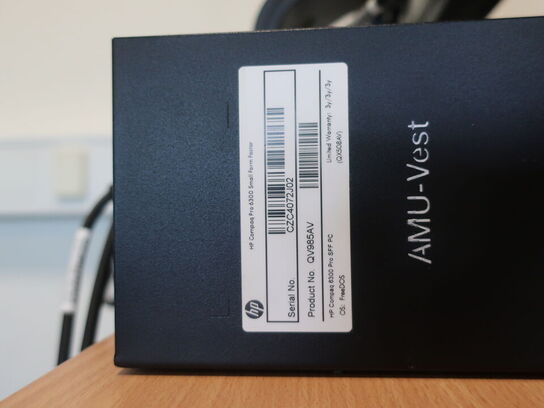 hp
HP Compaq Pro 6300 Small Form Factor
Serial No.
CZC4072J02
Product No. QV985AV
HP Compaq 6300 Pro SFF PC
OS: FreeDOS
Limited Warranty: 3y/3y/3y
(QX508AV)
AMU-Vest